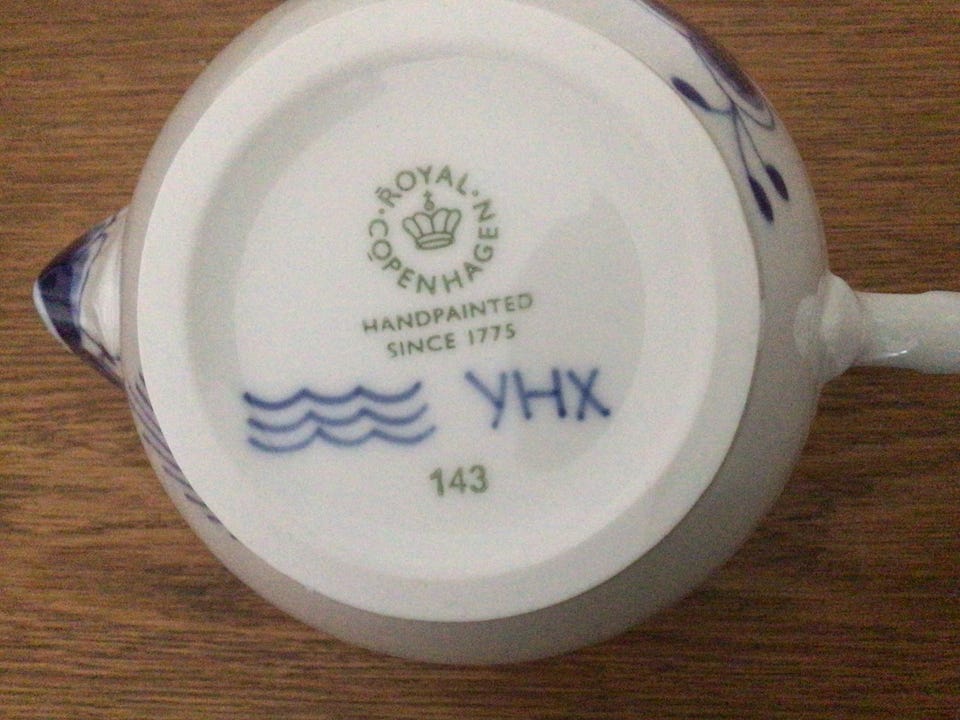 ROYAL
COPENHAGEN
HANDPAINTED
SINCE 1775
YHX
143